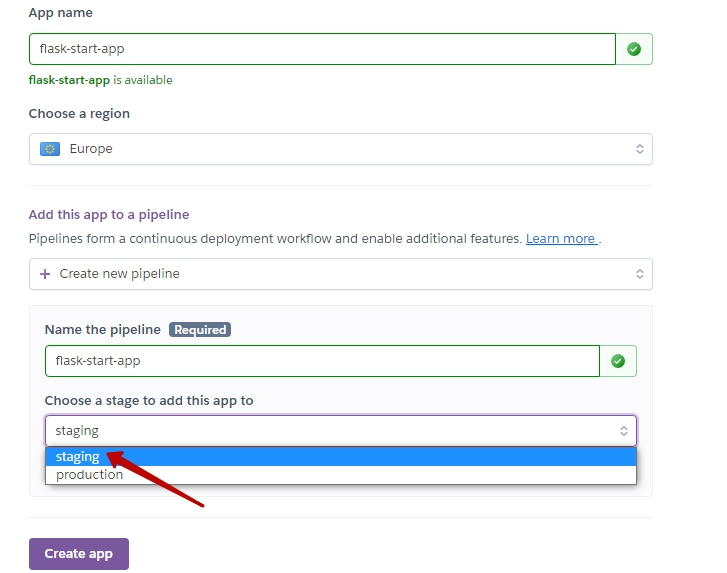 App name
flask-start-app
flask-start-app is available
Choose a region
Europe
Add this app to a pipeline
Pipelines form a continuous deployment workflow and enable additional features. Learn more .
+ Create new pipeline
Name the pipeline Required
flask-start-app
Choose a stage to add this app to
staging
staging
production
Create app